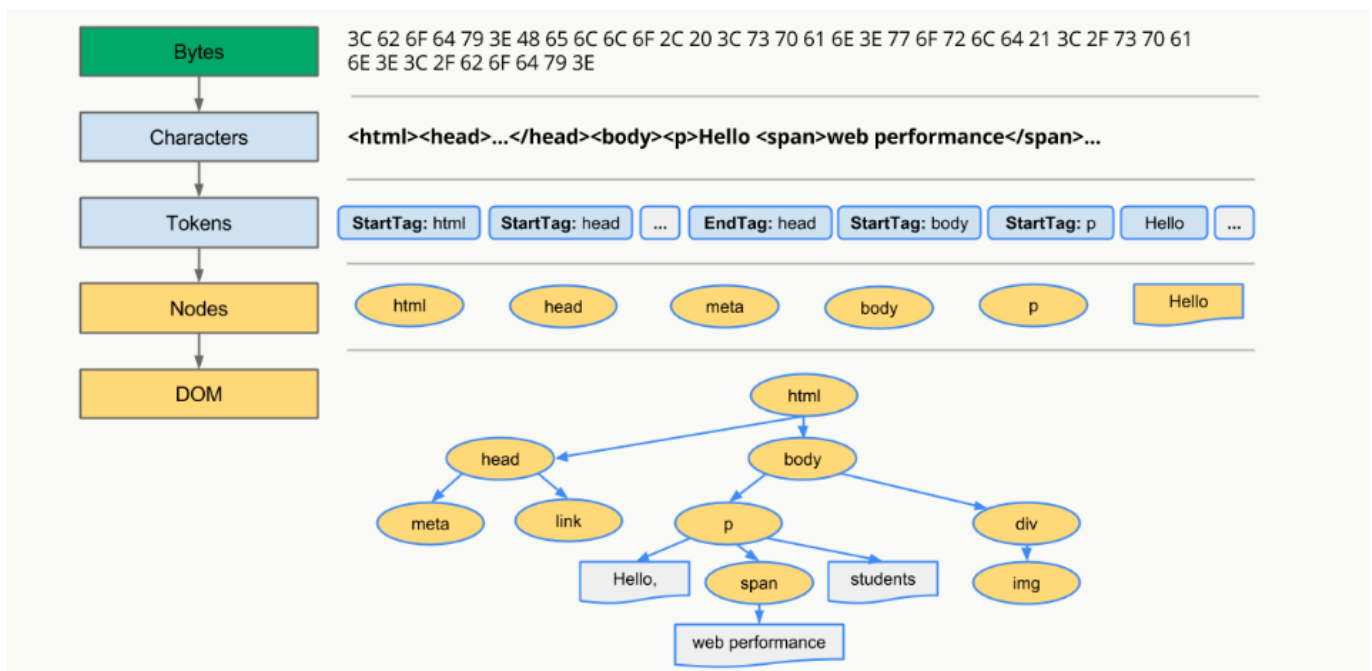 Bytes
3C 62 6F 64 79 3E 48 65 6C 6C 6F 2C 20 3C 73 70 61 6E 3E 77 6F 72 6C 64 21 3C 2F 73 70 61
6E 3E 3C 2F 62 6F 64 79 3E
Characters
<html><head>...</head><body><p>Hello <span>web performance</span>...
Tokens
StartTag: html StartTag: head ... EndTag: head StartTag: body StartTag: p Hello ...
Nodes
html head meta body p Hello
DOM
html
head body
meta link p div
Hello, span students img
web performance